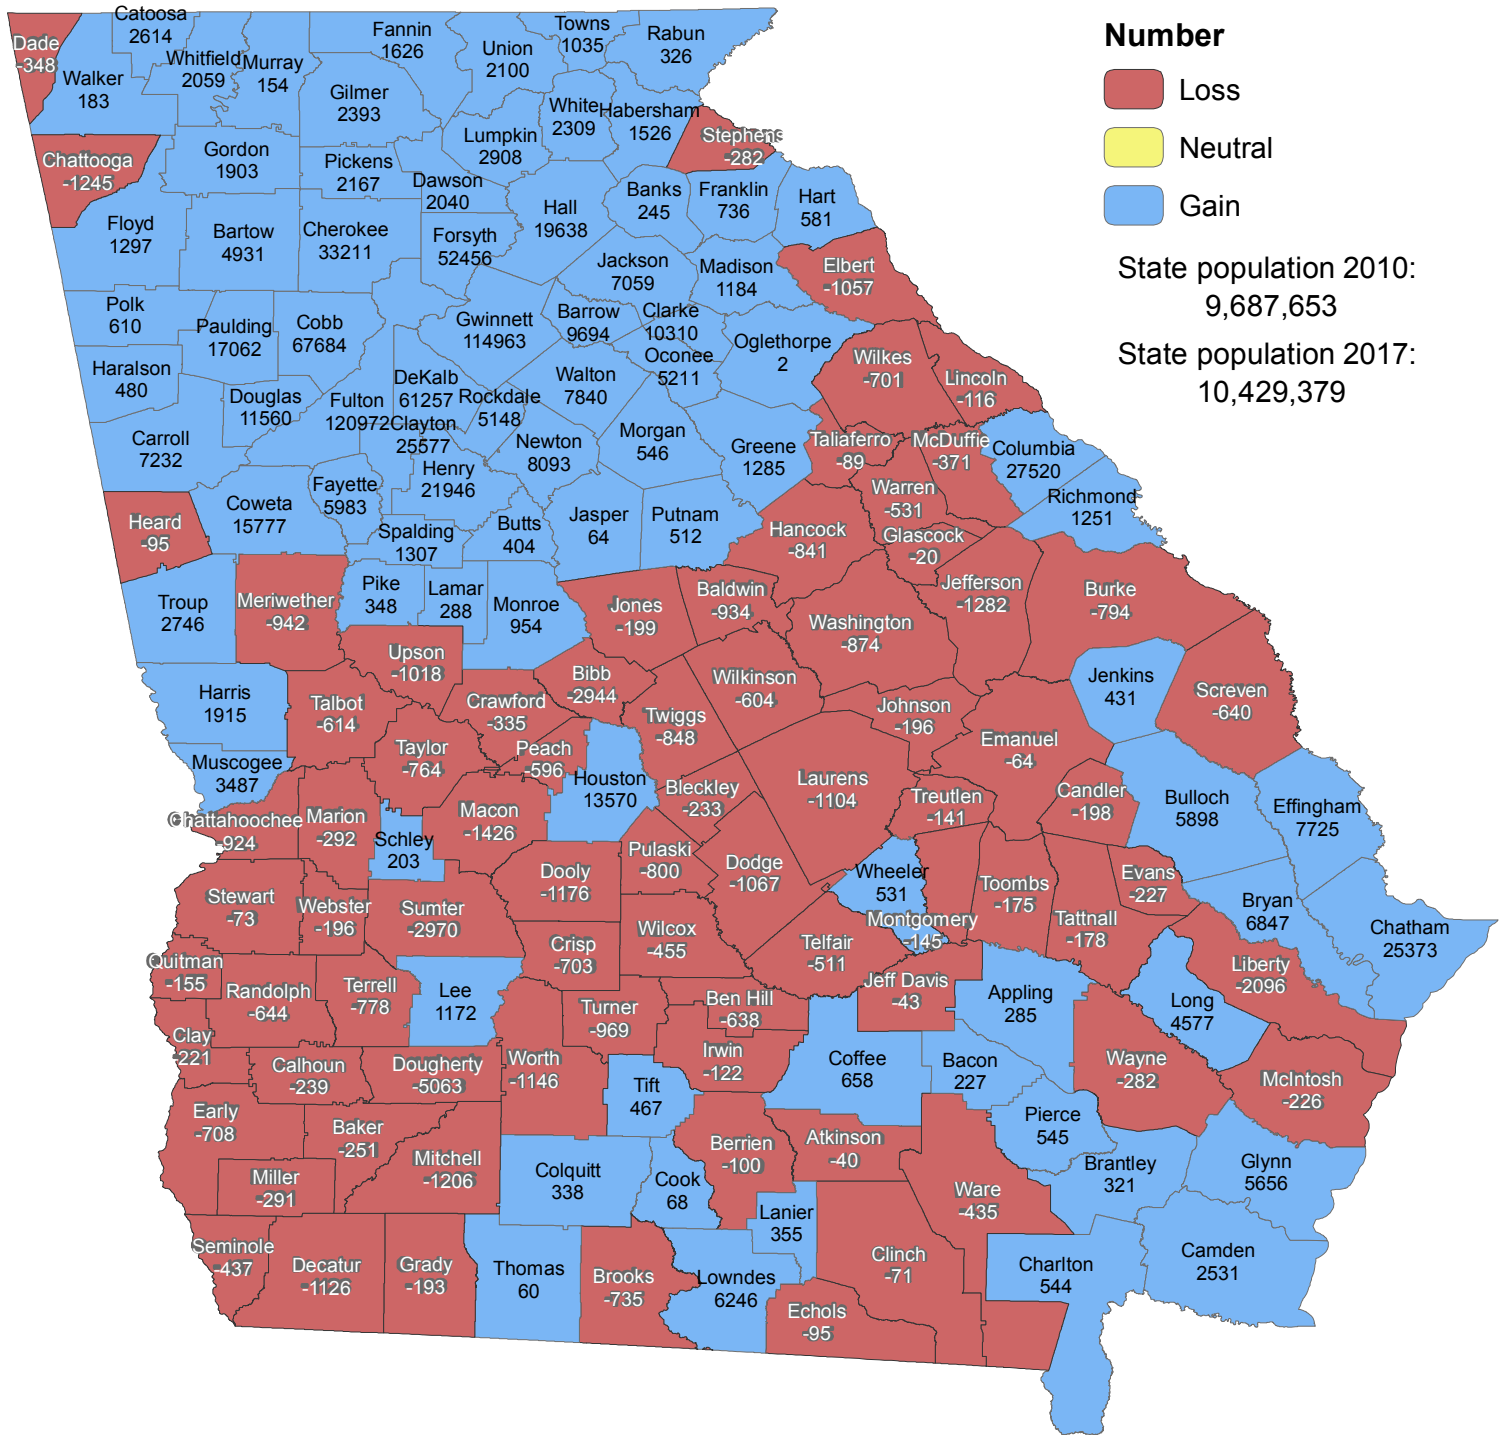 Number
Loss
Neutral
Gain
State population 2010:
9,687,653
State population 2017:
10,429,379
Dade
-348
Catoosa
2614
Walker
183
Whitfield
2059
Murray
154
Fannin
1626
Gilmer
2393
Union
2100
Towns
1035
Rabun
326
White
2309
Habersham
1526
Lumpkin
2908
Stephens
-282
Chattooga
-1245
Gordon
1903
Pickens
2167
Dawson
2040
Banks
245
Franklin
736
Hart
581
Floyd
1297
Bartow
4931
Cherokee
33211
Forsyth
52456
Hall
19638
Jackson
7059
Madison
1184
Elbert
-1057
Polk
610
Paulding
17062
Cobb
67684
Gwinnett
114963
Barrow
9694
Clarke
10310
Oconee
5211
Oglethorpe
2
Wilkes
-701
Lincoln
-116
Haralson
480
Douglas
11560
Fulton
120972
DeKalb
61257
Rockdale
5148
Walton
7840
Clayton
25577
Carroll
7232
Newton
8093
Morgan
546
Greene
1285
Taliaferro
-89
McDuffie
-371
Columbia
27520
Richmond
1251
Warren
-531
Glascock
-20
Hancock
-841
Heard
-95
Coweta
15777
Fayette
5983
Henry
21946
Spalding
1307
Butts
404
Jasper
64
Putnam
512
Troup
2746
Meriwether
-942
Pike
348
Lamar
288
Monroe
954
Jones
-199
Baldwin
-934
Washington
-874
Jefferson
-1282
Burke
-794
Upson
-1018
Bibb
-2944
Wilkinson
-604
Jenkins
431
Screven
-640
Harris
1915
Talbot
-614
Crawford
-335
Twiggs
-848
Johnson
-196
Emanuel
-64
Muscogee
3487
Taylor
-764
Peach
-596
Houston
13570
Bleckley
-233
Laurens
-1104
Treutlen
-141
Candler
-198
Bulloch
5898
Effingham
7725
Chattahoochee
-924
Marion
-292
Schley
203
Macon
-1426
Dooly
-1176
Pulaski
-800
Dodge
-1067
Wheeler
531
Montgomery
-145
Toombs
-175
Tattnall
-178
Evans
-227
Bryan
6847
Chatham
25373
Stewart
-73
Webster
-196
Sumter
-2970
Crisp
-703
Wilcox
-455
Telfair
-511
Jeff Davis
-43
Appling
285
Long
4577
Liberty
-2096
Quitman
-155
Randolph
-644
Terrell
-778
Lee
1172
Turner
-969
Ben Hill
-638
Irwin
-122
Coffee
658
Bacon
227
Wayne
-282
McIntosh
-226
Clay
-221
Calhoun
-239
Dougherty
-5063
Worth
-1146
Tift
467
Early
-708
Baker
-251
Miller
-291
Mitchell
-1206
Colquitt
338
Cook
68
Berrien
-100
Atkinson
-40
Pierce
545
Brantley
321
Glynn
5656
Ware
-435
Lanier
355
Clinch
-71
Seminole
-437
Decatur
-1126
Grady
-193
Thomas
60
Brooks
-735
Lowndes
6246
Echols
-95
Charlton
544
Camden
2531